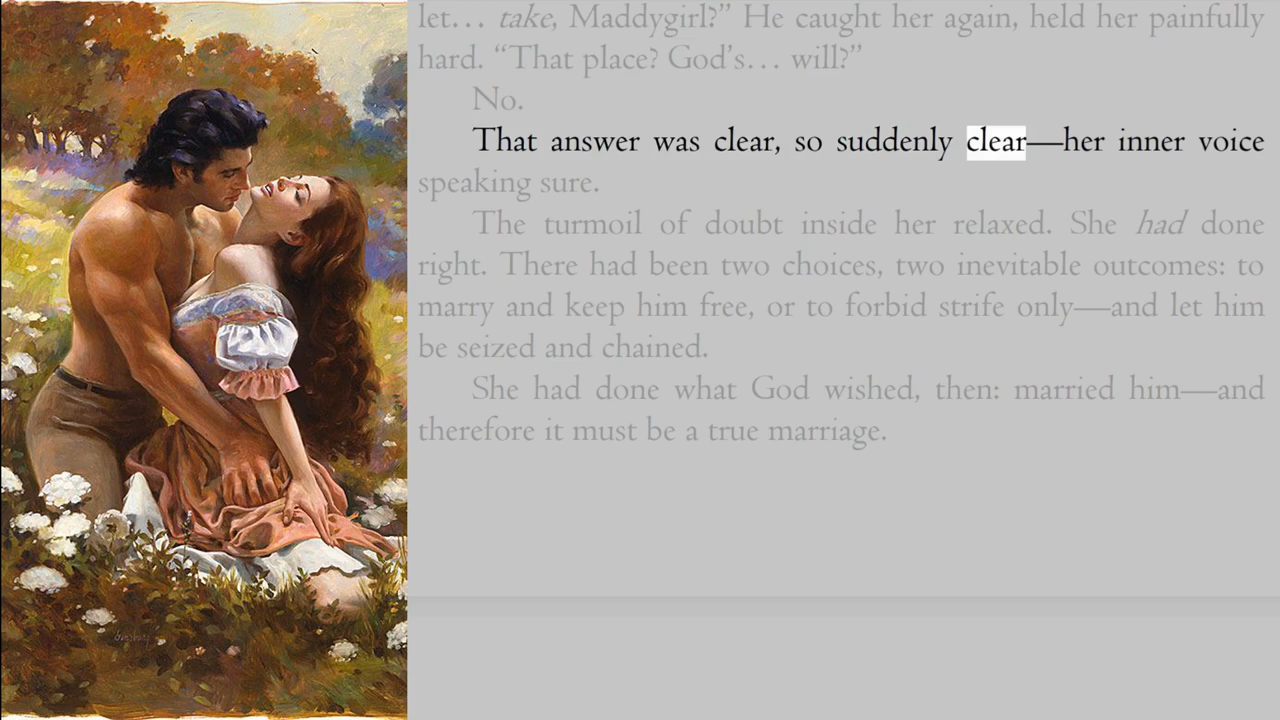 let… take, Maddygirl?” He caught her again, held her painfully
hard. “That place? God’s… will?”
No.
That answer was clear, so suddenly clear—her inner voice
speaking sure.
The turmoil of doubt inside her relaxed. She had done
right. There had been two choices, two inevitable outcomes: to
marry and keep him free, or to forbid strife only—and let him
be seized and chained.
She had done what God wished, then: married him—and
therefore it must be a true marriage.